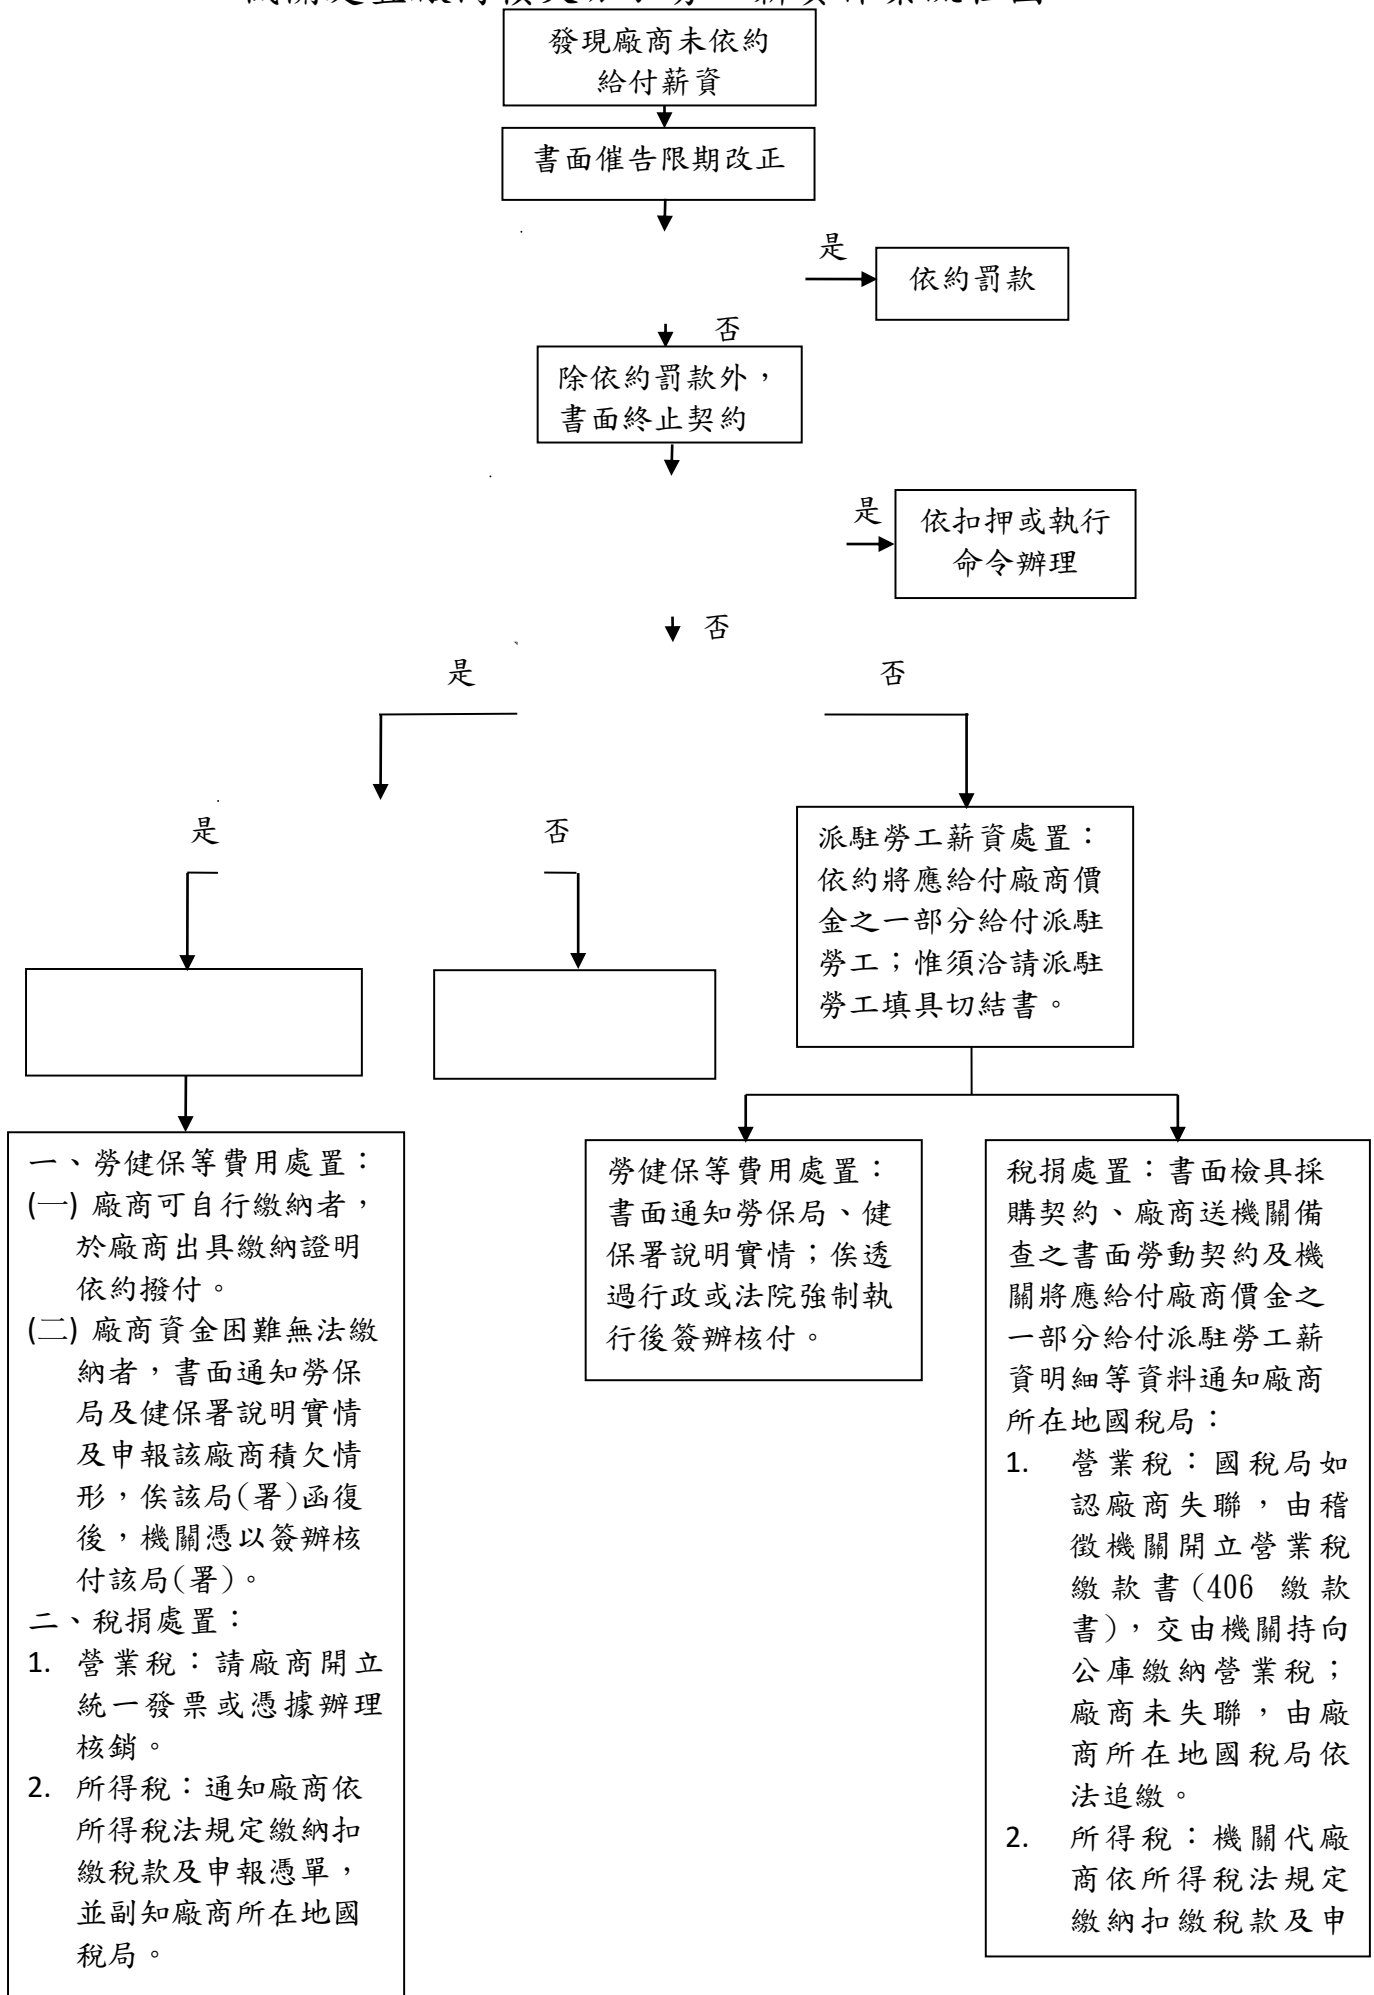 發現廠商未依約
給付薪資
書面催告限期改正
是
依約罰款
否
除依約罰款外，
書面終止契約
是
依扣押或執行
命令辦理
否
是
否
是
否
派駐勞工薪資處置：
依約將應給付廠商價
金之一部分給付派駐
勞工；惟須洽請派駐
勞工填具切結書。
一、勞健保等費用處置：
(一) 廠商可自行繳納者，
於廠商出具繳納證明
依約撥付。
(二) 廠商資金困難無法繳
納者，書面通知勞保
局及健保署說明實情
及申報該廠商積欠情
形，俟該局(署)函復
後，機關憑以簽辦核
付該局(署)。
二、稅捐處置：
1. 營業稅：請廠商開立
統一發票或憑據辦理
核銷。
2. 所得稅：通知廠商依
所得稅法規定繳納扣
繳稅款及申報憑單，
並副知廠商所在地國
稅局。
勞健保等費用處置：
書面通知勞保局、健
保署說明實情；俟透
過行政或法院強制執
行後簽辦核付。
稅捐處置：書面檢具採
購契約、廠商送機關備
查之書面勞動契約及機
關將應給付廠商價金之
一部分給付派駐勞工薪
資明細等資料通知廠商
所在地國稅局：
1. 營業稅：國稅局如
認廠商失聯，由稽
徵機關開立營業稅
繳款書(406 繳款
書)，交由機關持向
公庫繳納營業稅；
廠商未失聯，由廠
商所在地國稅局依
法追繳。
2. 所得稅：機關代廠
商依所得稅法規定
繳納扣繳稅款及申